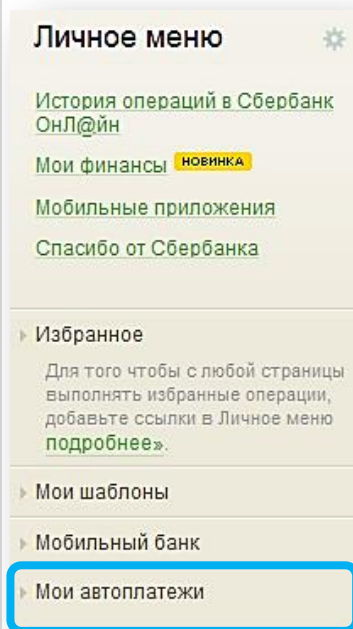 Личное меню
История операций в Сбербанк
ОнЛ@йн
Мои финансы НОВИНКА
Мобильные приложения
Спасибо от Сбербанка
Избранное
Для того чтобы с любой страницы
выполнять избранные операции,
добавьте ссылки в Личное меню
подробнее».
Мои шаблоны
Мобильный банк
Мои автоплатежи